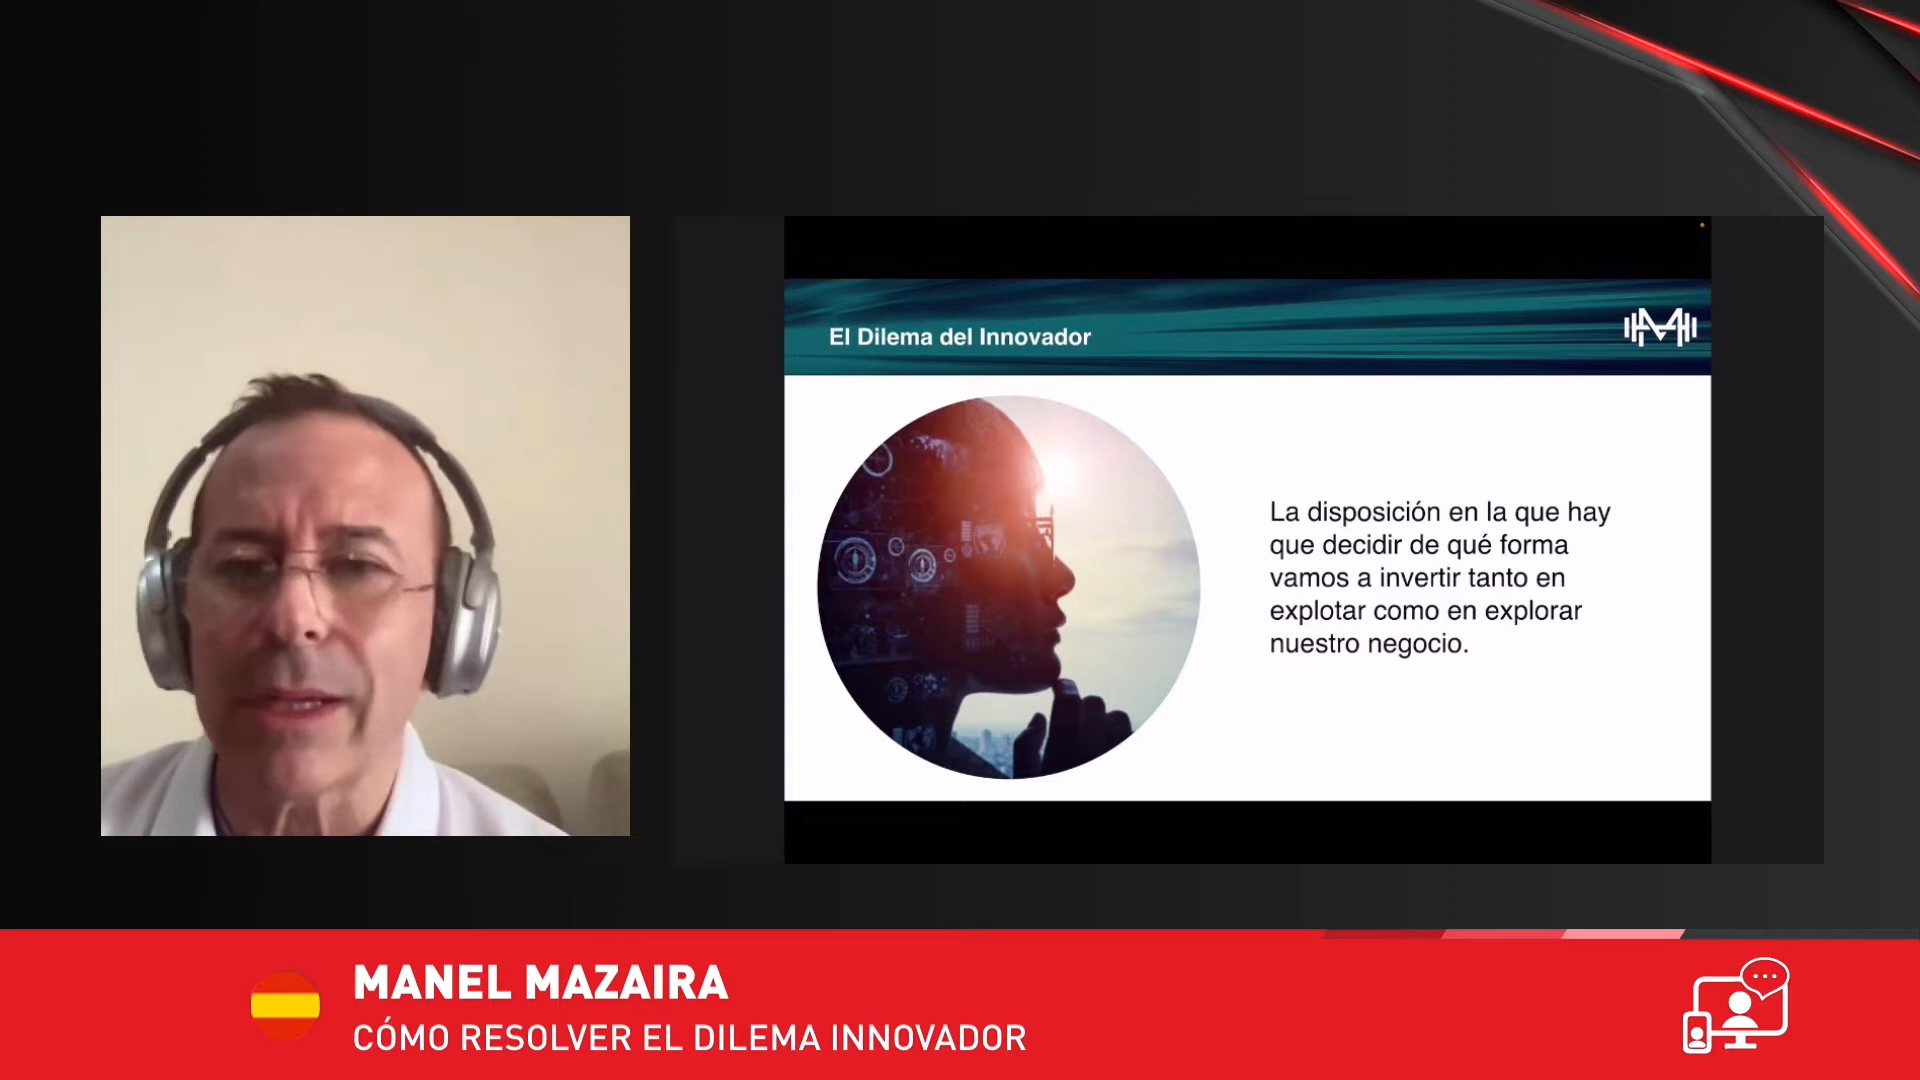 El Dilema del Innovador
La disposición en la que hay
que decidir de qué forma
vamos a invertir tanto en
explotar como en explorar
nuestro negocio.
MANEL MAZAIRA
CÓMO RESOLVER EL DILEMA INNOVADOR